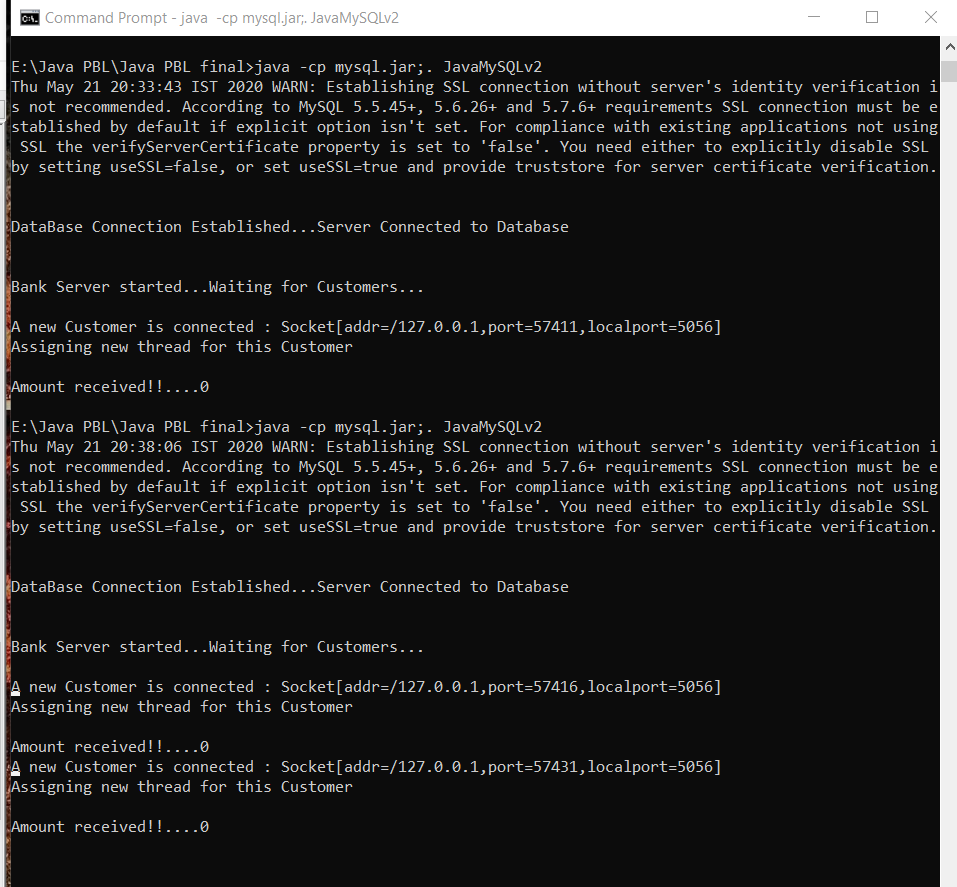 Command Prompt - java  -cp mysql.jar;. JavaMySQLv2
E:\Java PBL\Java PBL final>java -cp mysql.jar;. JavaMySQLv2
Thu May 21 20:33:43 IST 2020 WARN: Establishing SSL connection without server's identity verification i
s not recommended. According to MySQL 5.5.45+, 5.6.26+ and 5.7.6+ requirements SSL connection must be e
stablished by default if explicit option isn't set. For compliance with existing applications not using
 SSL the verifyServerCertificate property is set to 'false'. You need either to explicitly disable SSL
by setting useSSL=false, or set useSSL=true and provide truststore for server certificate verification.
DataBase Connection Established...Server Connected to Database
Bank Server started...Waiting for Customers...
A new Customer is connected : Socket[addr=/127.0.0.1,port=57411,localport=5056]
Assigning new thread for this Customer
Amount received!!....0
E:\Java PBL\Java PBL final>java -cp mysql.jar;. JavaMySQLv2
Thu May 21 20:38:06 IST 2020 WARN: Establishing SSL connection without server's identity verification i
s not recommended. According to MySQL 5.5.45+, 5.6.26+ and 5.7.6+ requirements SSL connection must be e
stablished by default if explicit option isn't set. For compliance with existing applications not using
 SSL the verifyServerCertificate property is set to 'false'. You need either to explicitly disable SSL
by setting useSSL=false, or set useSSL=true and provide truststore for server certificate verification.
DataBase Connection Established...Server Connected to Database
Bank Server started...Waiting for Customers...
A new Customer is connected : Socket[addr=/127.0.0.1,port=57416,localport=5056]
Assigning new thread for this Customer
Amount received!!....0
A new Customer is connected : Socket[addr=/127.0.0.1,port=57431,localport=5056]
Assigning new thread for this Customer
Amount received!!....0